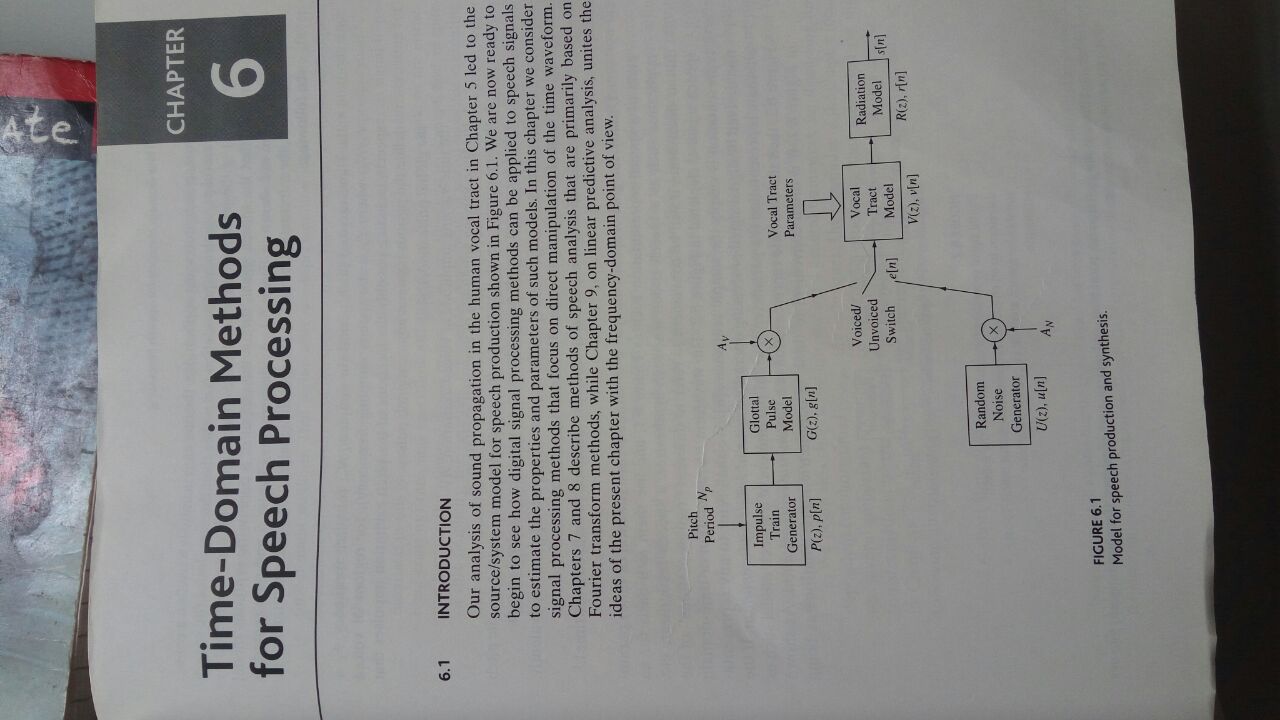 ate
CHAPTER
6
Time-Domain Methods
for Speech Processing
6.1 INTRODUCTION
Our analysis of sound propagation in the human vocal tract in Chapter 5 led to the
source/system model for speech production shown in Figure 6.1. We are now ready to
begin to see how digital signal processing methods can be applied to speech signals
to estimate the properties and parameters of such models. In this chapter we consider
signal processing methods that focus on direct manipulation of the time waveform.
Chapters 7 and 8 describe methods of speech analysis that are primarily based on
Fourier transform methods, while Chapter 9, on linear predictive analysis, unites the
ideas of the present chapter with the frequency-domain point of view.
Pitch
Period Np
Impulse
Train
Generator
P(z), p[n]
Glottal
Pulse
Model
G(z), g[n]
AV
×
Voiced/
Unvoiced
Switch
e[n]
Vocal Tract
Parameters
Vocal
Tract
Model
V(z), v[n]
Radiation
Model
R(z), r[n]
s[n]
Random
Noise
Generator
U(z), u[n]
×
AN
FIGURE 6.1
Model for speech production and synthesis.